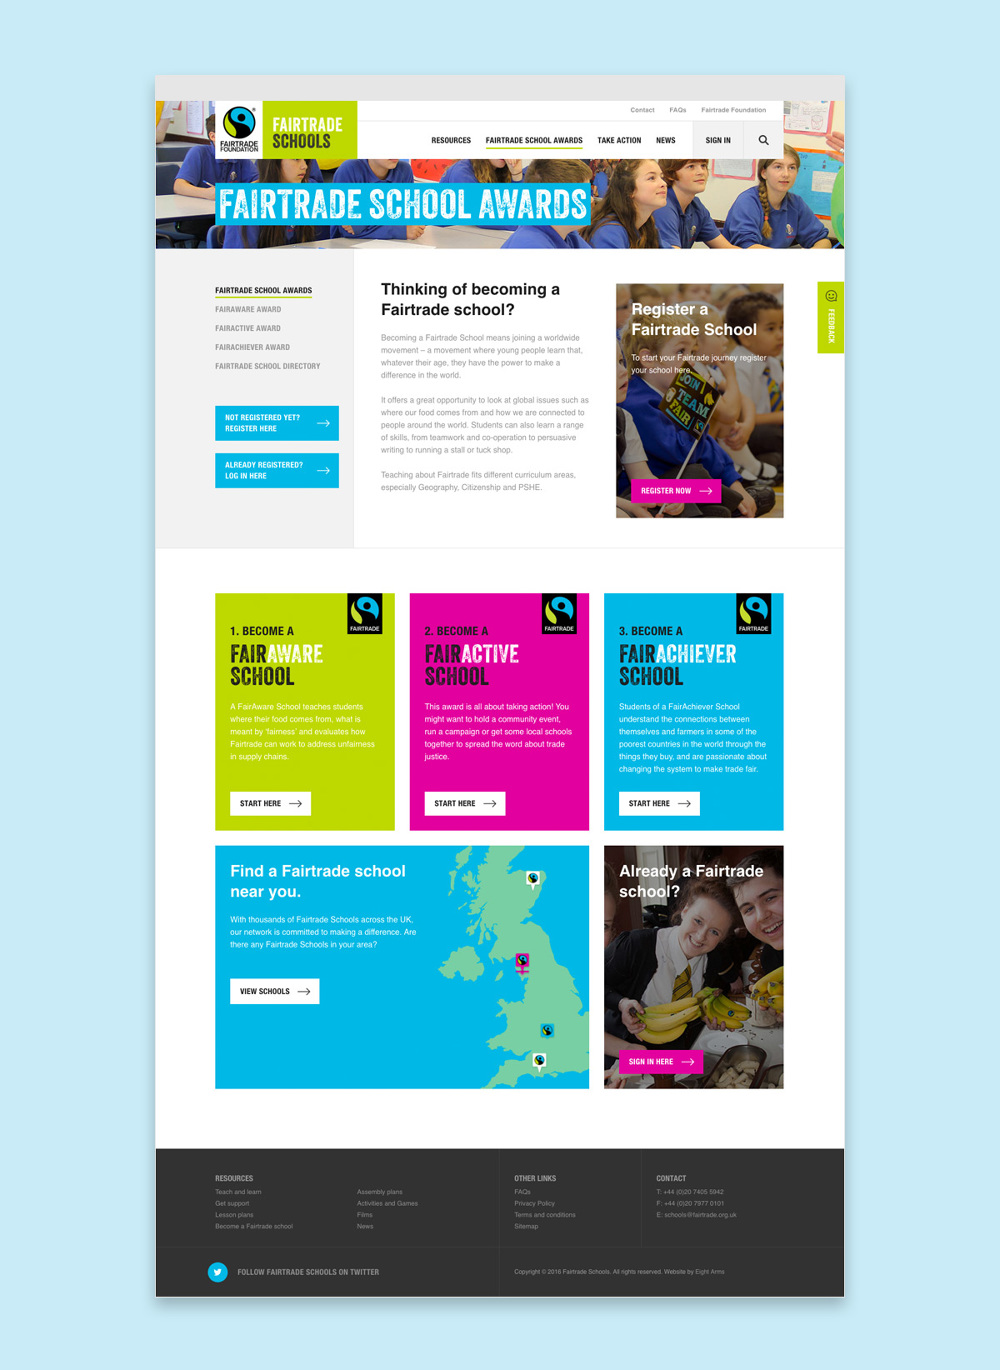 Contact FAQs Fairtrade Foundation
FAIRTRADE
FOUNDATION
FAIRTRADE
SCHOOLS
RESOURCES FAIRTRADE SCHOOL AWARDS TAKE ACTION NEWS SIGN IN
FAIRTRADE SCHOOL AWARDS
FAIRTRADE SCHOOL AWARDS
FAIRAWARE AWARD
FAIRACTIVE AWARD
FAIRACHIEVER AWARD
FAIRTRADE SCHOOL DIRECTORY
NOT REGISTERED YET?
REGISTER HERE
ALREADY REGISTERED?
LOG IN HERE
Thinking of becoming a
Fairtrade school?
Becoming a Fairtrade School means joining a worldwide
movement – a movement where young people learn that,
whatever their age, they have the power to make a
difference in the world.
It offers a great opportunity to look at global issues such as
where our food comes from and how we are connected to
people around the world. Students can also learn a range
of skills, from teamwork and co-operation to persuasive
writing to running a stall or tuck shop.
Teaching about Fairtrade fits different curriculum areas,
especially Geography, Citizenship and PSHE.
Register a
Fairtrade School
To start your Fairtrade journey register
your school here.
JOIN
TEAM
FAIR
REGISTER NOW
FEEDBACK
1. BECOME A
FAIRAWARE
SCHOOL
FAIRTRADE
A FairAware School teaches students
where their food comes from, what is
meant by 'fairness' and evaluates how
Fairtrade can work to address unfairness
in supply chains.
START HERE
2. BECOME A
FAIRACTIVE
SCHOOL
FAIRTRADE
This award is all about taking action! You
might want to hold a community event,
run a campaign or get some local schools
together to spread the word about trade
justice.
START HERE
3. BECOME A
FAIRACHIEVER
SCHOOL
FAIRTRADE
Students of a FairAchiever School
understand the connections between
themselves and farmers in some of the
poorest countries in the world through the
things they buy, and are passionate about
changing the system to make trade fair.
START HERE
Find a Fairtrade school
near you.
With thousands of Fairtrade Schools across the UK,
our network is committed to making a difference. Are
there any Fairtrade Schools in your area?
VIEW SCHOOLS
Already a Fairtrade
school?
SIGN IN HERE
RESOURCES
Teach and learn
Get support
Lesson plans
Become a Fairtrade school
Assembly plans
Activities and Games
Films
News
OTHER LINKS
FAQs
Privacy Policy
Terms and conditions
Sitemap
CONTACT
T: +44 (0)20 7405 5942
F: +44 (0)20 7977 0101
E: schools@fairtrade.org.uk
FOLLOW FAIRTRADE SCHOOLS ON TWITTER
Copyright © 2016 Fairtrade Schools. All rights reserved. Website by Eight Arms